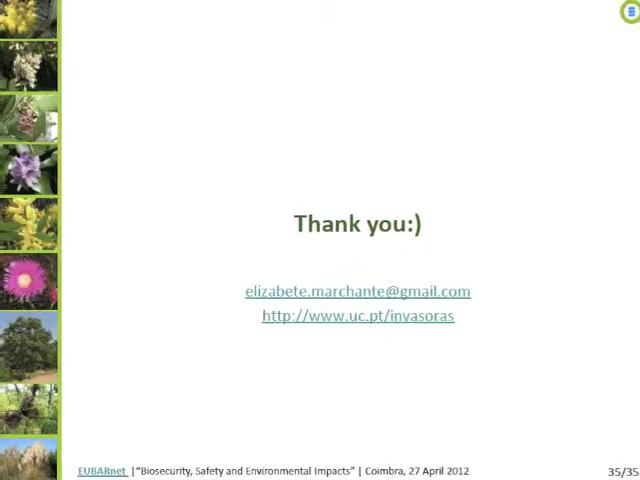 Thank you:)
elizabete.marchante@gmail.com
http://www.uc.pt/invasoras
EUBARnet |"Biosecurity, Safety and Environmental Impacts" | Coimbra, 27 April 2012
35/35